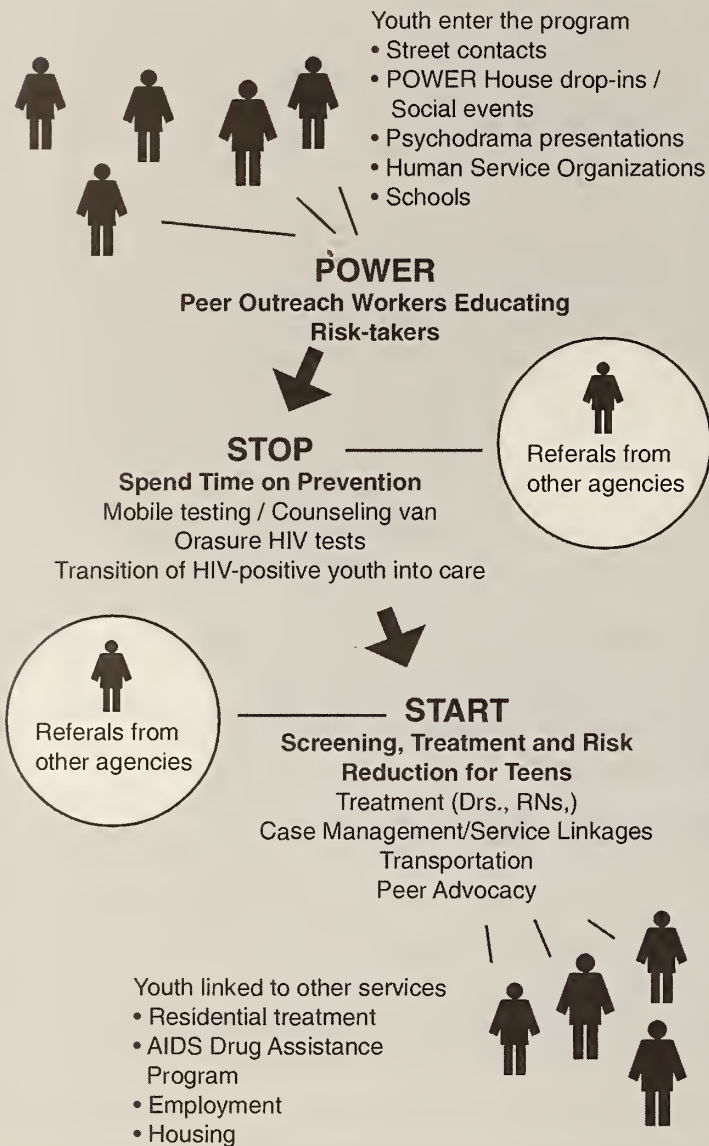 Youth enter the program
• Street contacts
• POWER House drop-ins /
Social events
• Psychodrama presentations
• Human Service Organizations
• Schools
POWER
Peer Outreach Workers Educating
Risk-takers
Referrals from
other agencies
STOP
Spend Time on Prevention
Mobile testing / Counseling van
Orasure HIV tests
Transition of HIV-positive youth into care
Referals from
other agencies
START
Screening, Treatment and Risk
Reduction for Teens
Treatment (Drs., RNs,)
Case Management/Service Linkages
Transportation
Peer Advocacy
Youth linked to other services
• Residential treatment
• AIDS Drug Assistance
Program
• Employment
• Housing